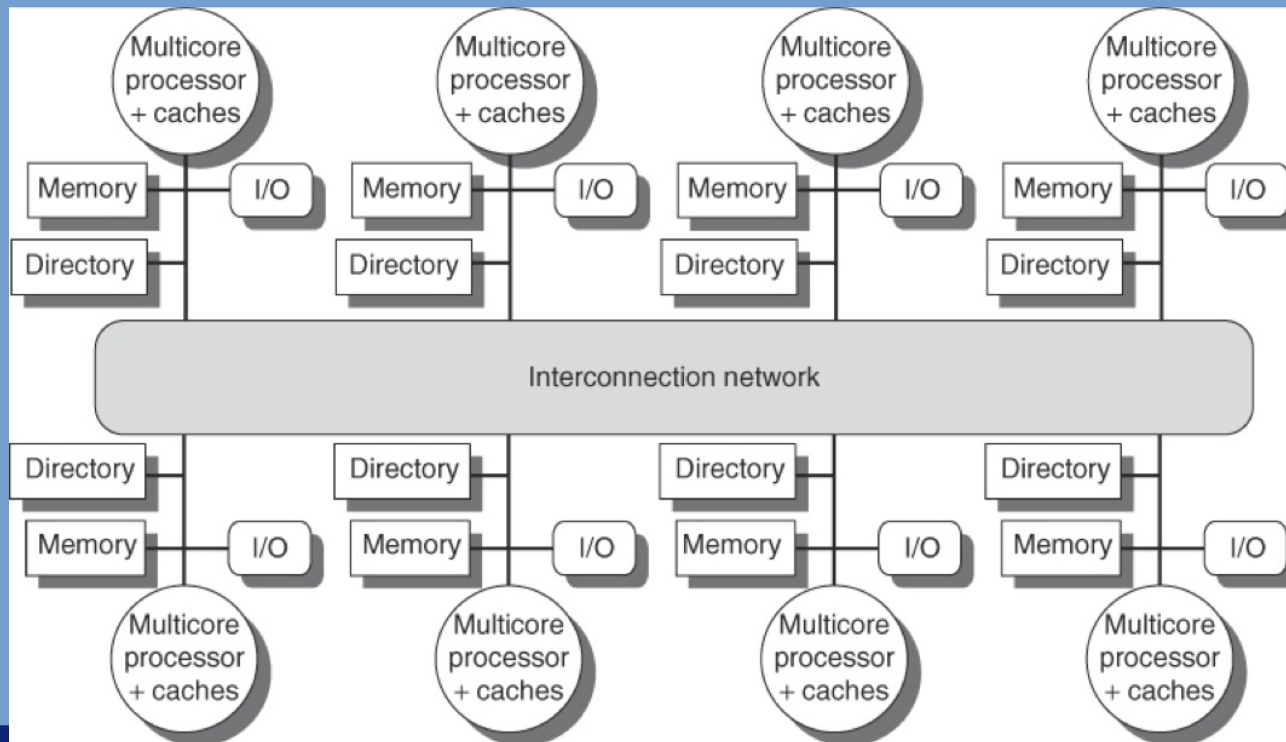 Multicore
processor
+ caches
Multicore
processor
+ caches
Multicore
processor
+ caches
Multicore
processor
+ caches
Memory
I/O
Memory
I/O
Memory
I/O
Memory
I/O
Directory
Directory
Directory
Directory
Interconnection network
Directory
Directory
Directory
Directory
Memory
I/O
Memory
I/O
Memory
I/O
Memory
I/O
Multicore
processor
+ caches
Multicore
processor
+ caches
Multicore
processor
+ caches
Multicore
processor
+ caches